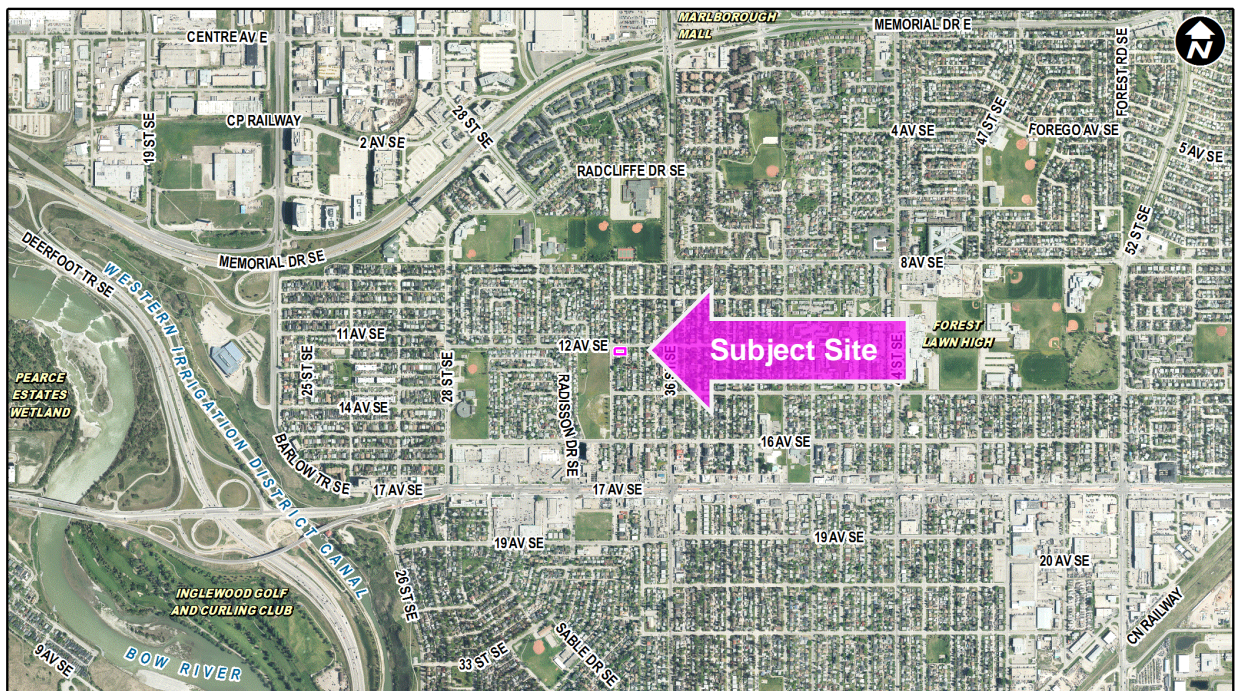 MARLBOROUGH
MALL
MEMORIAL DR E
N
CENTRE AV E
FOREST RD SE
19 ST SE
CP RAILWAY
28 ST SE
2 AV SE
4 AV SE
47 ST SE
FOREGO AV SE
5 AV SE
RADCLIFFE DR SE
52 ST SE
DEERFOOT TR SE
MEMORIAL DR SE
8 AV SE
WESTERN IRRIGATION DISTRICT CANAL
11 AV SE
12 AV SE
Subject Site
FOREST
LAWN HIGH
25 ST SE
28 ST SE
RADISSON DR SE
36 ST SE
PEARCE
ESTATES
WETLAND
14 AV SE
BARLOW TR SE
16 AV SE
17 AV SE
17 AV SE
19 AV SE
19 AV SE
20 AV SE
26 ST SE
INGLEWOOD GOLF
AND CURLING CLUB
CN RAILWAY
SABLE DR SE
33 ST SE
9 AV SE
BOW RIVER